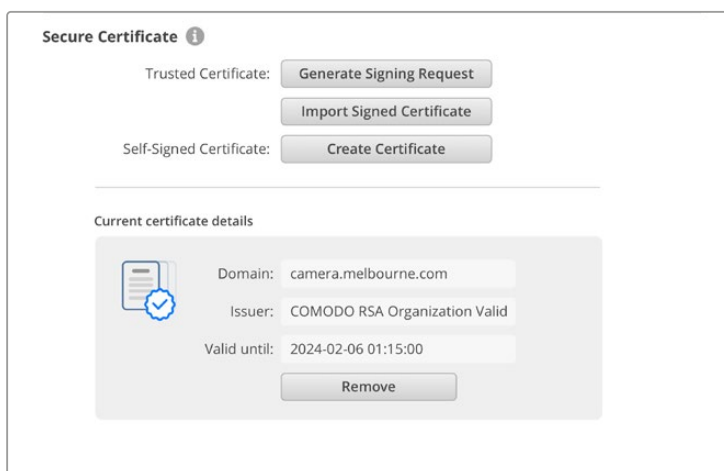 Secure Certificate
Trusted Certificate: Generate Signing Request
Import Signed Certificate
Self-Signed Certificate: Create Certificate
Current certificate details
Domain: camera.melbourne.com
Issuer: COMODO RSA Organization Valid
Valid until: 2024-02-06 01:15:00
Remove